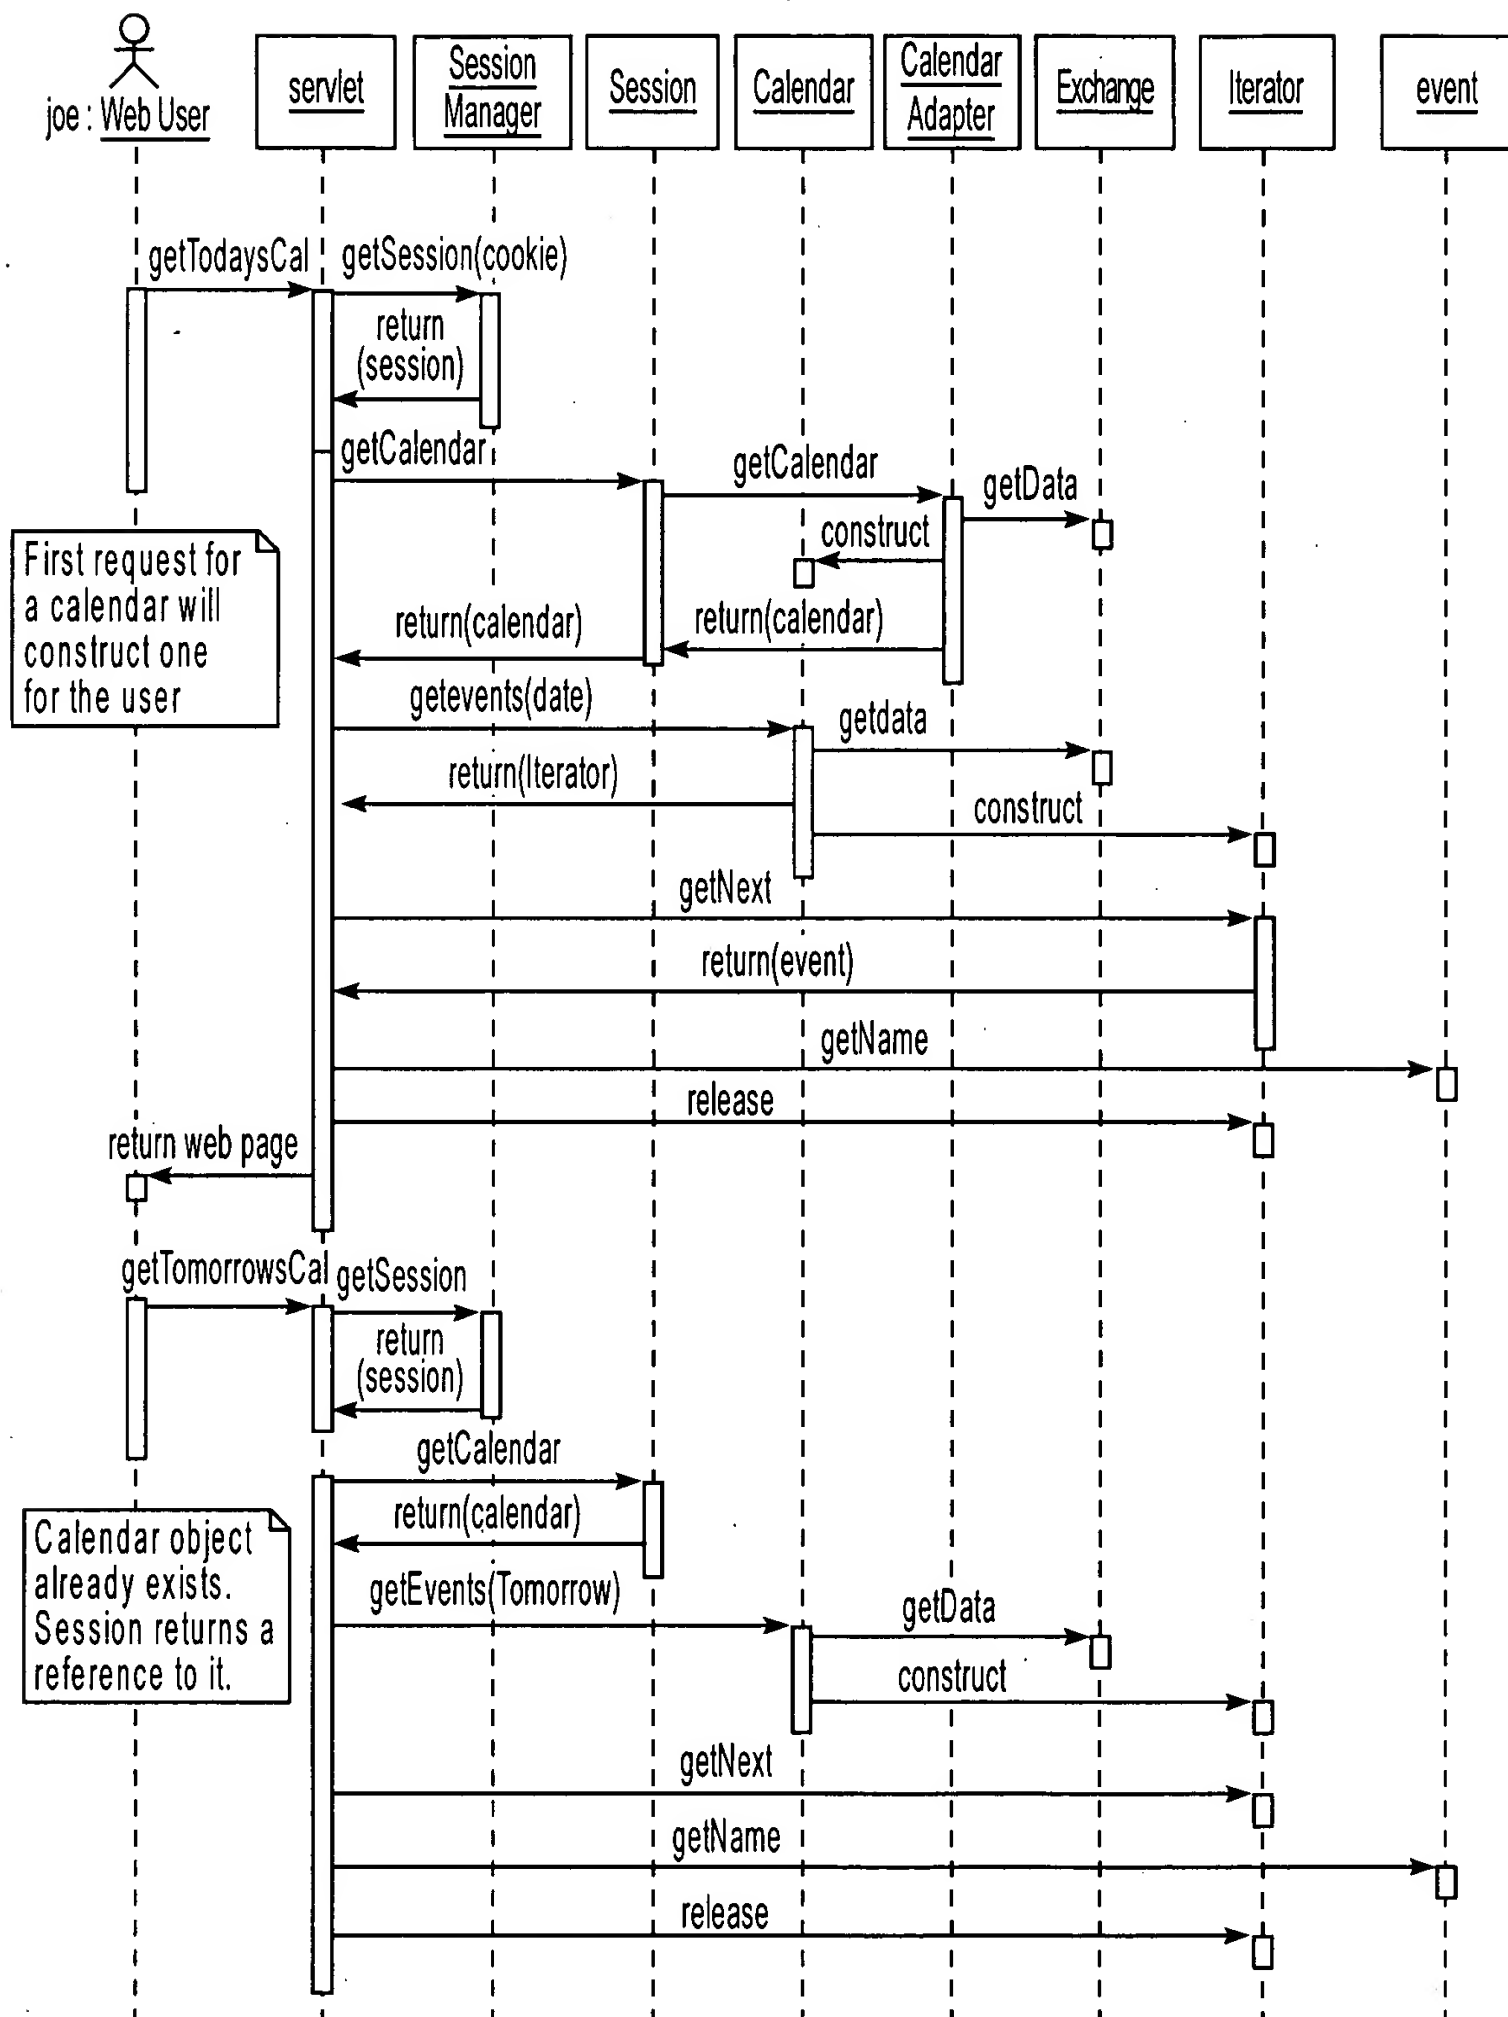 joe : Web User
servlet
Session
Manager
Session
Calendar
Calendar
Adapter
Exchange
Iterator
event
getTodaysCal
getSession(cookie)
return
(session)
getCalendar
getCalendar
getData
construct
First request for
a calendar will
construct one
for the user
return(calendar)
return(calendar)
getevents(date)
getdata
return(Iterator)
construct
getNext
return(event)
getName
release
return web page
getTomorrowsCal
getSession
return
(session)
getCalendar
return(calendar)
Calendar object
already exists.
Session returns a
reference to it.
getEvents(Tomorrow)
getData
construct
getNext
getName
release